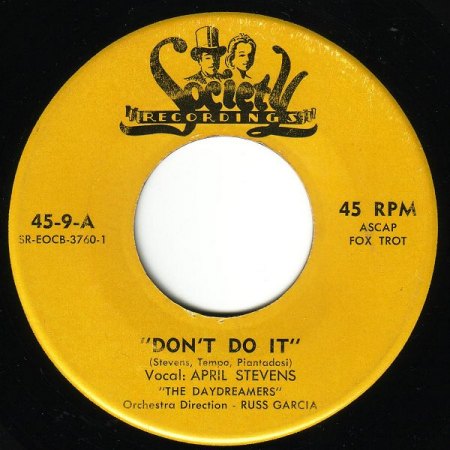 Society
RECORDINGS
45-9-A
SR-EOCB-3760-1
45 RPM
ASCAP
FOX TROT
"DON'T DO IT"
(Stevens, Tempo, Piantadosi)
Vocal: APRIL STEVENS
"THE DAYDREAMERS"
Orchestra Direction - RUSS GARCIA